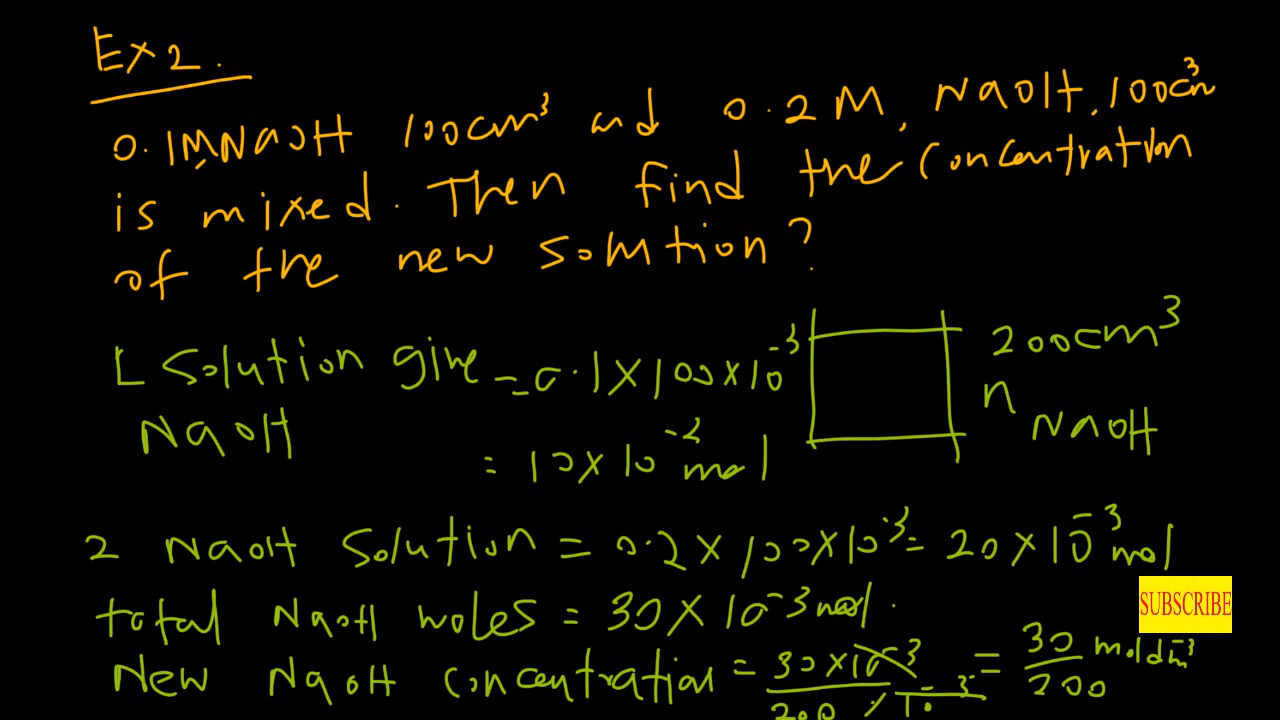 Ex 2.
0.1M NaOH 100cm³ and 0.2M, NaOH, 100cm³
is mixed. Then find the concentration
of the new solution?
1 Solution give = 0.1 × 100 × 10⁻³
200cm³
n
NaOH
NaOH
= 10 × 10⁻² mol
2 NaOH Solution = 0.2 × 100 × 10⁻³ = 20 × 10⁻³ mol
SUBSCRIBE
total NaOH moles = 30 × 10⁻³ mol.
New NaOH concentration = 30 × 10⁻³ / 200 × 10⁻³ = 30/200 mol dm⁻³